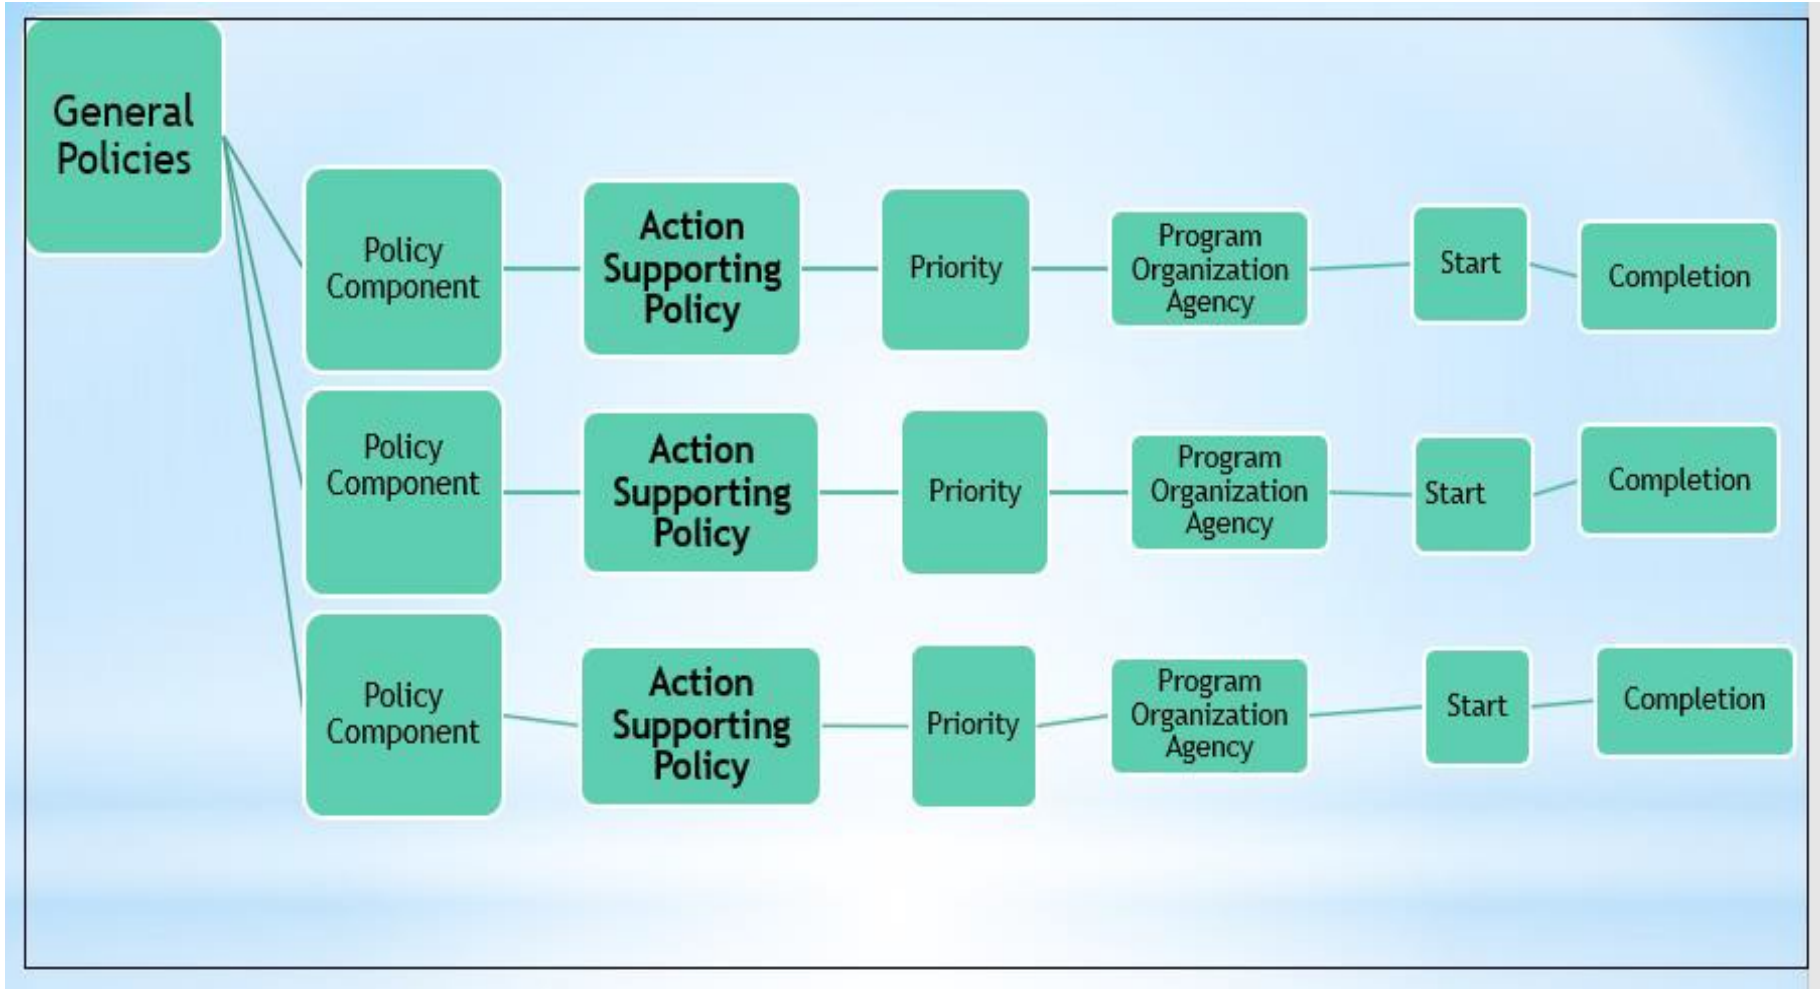 General
Policies
Policy
Component
Action
Supporting
Policy
Priority
Program
Organization
Agency
Start
Completion
Policy
Component
Action
Supporting
Policy
Priority
Program
Organization
Agency
Start
Completion
Policy
Component
Action
Supporting
Policy
Priority
Program
Organization
Agency
Start
Completion